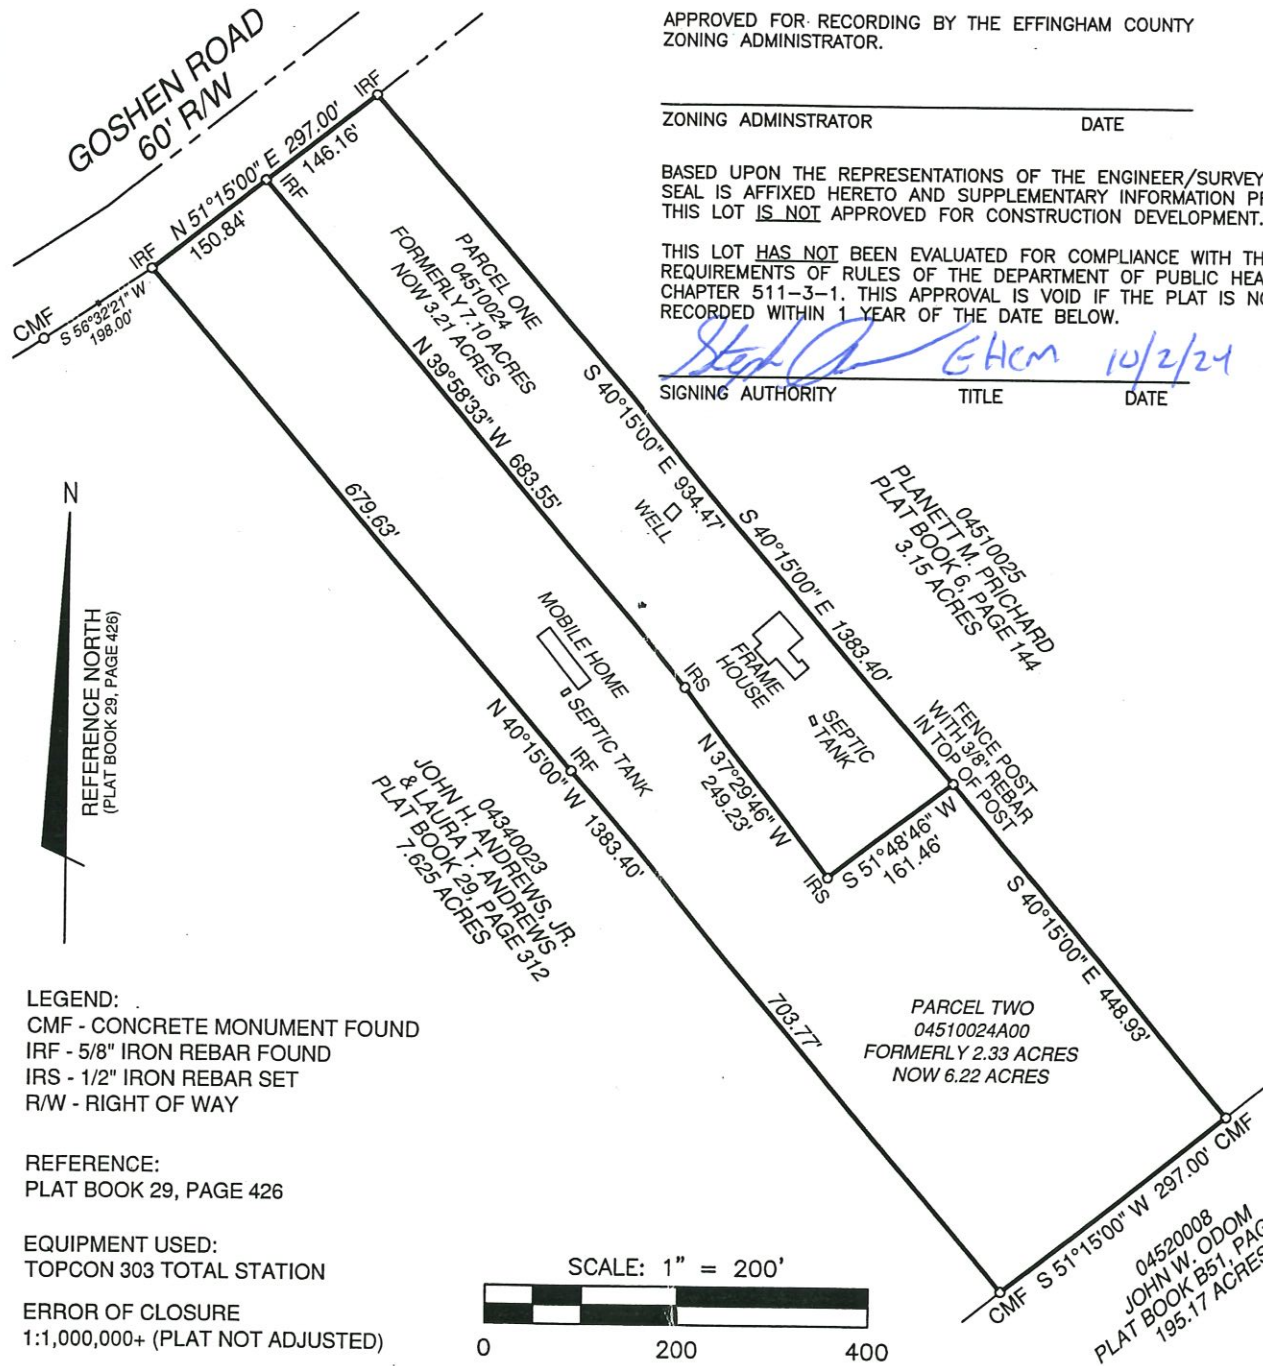 APPROVED FOR RECORDING BY THE EFFINGHAM COUNTY
ZONING ADMINISTRATOR.
ZONING ADMINSTRATOR DATE
BASED UPON THE REPRESENTATIONS OF THE ENGINEER/SURVEY
SEAL IS AFFIXED HERETO AND SUPPLEMENTARY INFORMATION PR
THIS LOT IS NOT APPROVED FOR CONSTRUCTION DEVELOPMENT.
THIS LOT HAS NOT BEEN EVALUATED FOR COMPLIANCE WITH TH
REQUIREMENTS OF RULES OF THE DEPARTMENT OF PUBLIC HEA
CHAPTER 511-3-1. THIS APPROVAL IS VOID IF THE PLAT IS NO
RECORDED WITHIN 1 YEAR OF THE DATE BELOW.
EHCM 10/2/24
SIGNING AUTHORITY TITLE DATE
GOSHEN ROAD
60' R/W
IRF
N 51°15'00" E 297.00'
146.16'
IRF
150.84'
IRF
CMF
S 56°32'21" W
198.00'
PARCEL ONE
04510024
FORMERLY 7.10 ACRES
NOW 3.21 ACRES
N 39°58'33" W 683.55'
S 40°15'00" E 934.47'
S 40°15'00" E 1383.40'
WELL
679.63'
04510025
PLANETT M. PRICHARD
PLAT BOOK 6, PAGE 144
3.15 ACRES
N
REFERENCE NORTH
(PLAT BOOK 29, PAGE 426)
MOBILE HOME
SEPTIC TANK
FRAME
HOUSE
SEPTIC
TANK
IRS
N 37°29'46" W
249.23'
FENCE POST
WITH 3/8" REBAR
IN TOP OF POST
IRF
N 40°15'00" W 1383.40'
IRS
S 51°48'46" W
161.46'
04340023
JOHN H. ANDREWS, JR.
& LAURA T. ANDREWS
PLAT BOOK 29, PAGE 312
7.625 ACRES
S 40°15'00" E 448.93'
703.77'
PARCEL TWO
04510024A00
FORMERLY 2.33 ACRES
NOW 6.22 ACRES
CMF
S 51°15'00" W 297.00'
CMF
04520008
JOHN W. ODOM
PLAT BOOK B51, PAG
195.17 ACRES
LEGEND:
CMF - CONCRETE MONUMENT FOUND
IRF - 5/8" IRON REBAR FOUND
IRS - 1/2" IRON REBAR SET
R/W - RIGHT OF WAY
REFERENCE:
PLAT BOOK 29, PAGE 426
EQUIPMENT USED:
TOPCON 303 TOTAL STATION
ERROR OF CLOSURE
1:1,000,000+ (PLAT NOT ADJUSTED)
SCALE: 1" = 200'
0 200 400